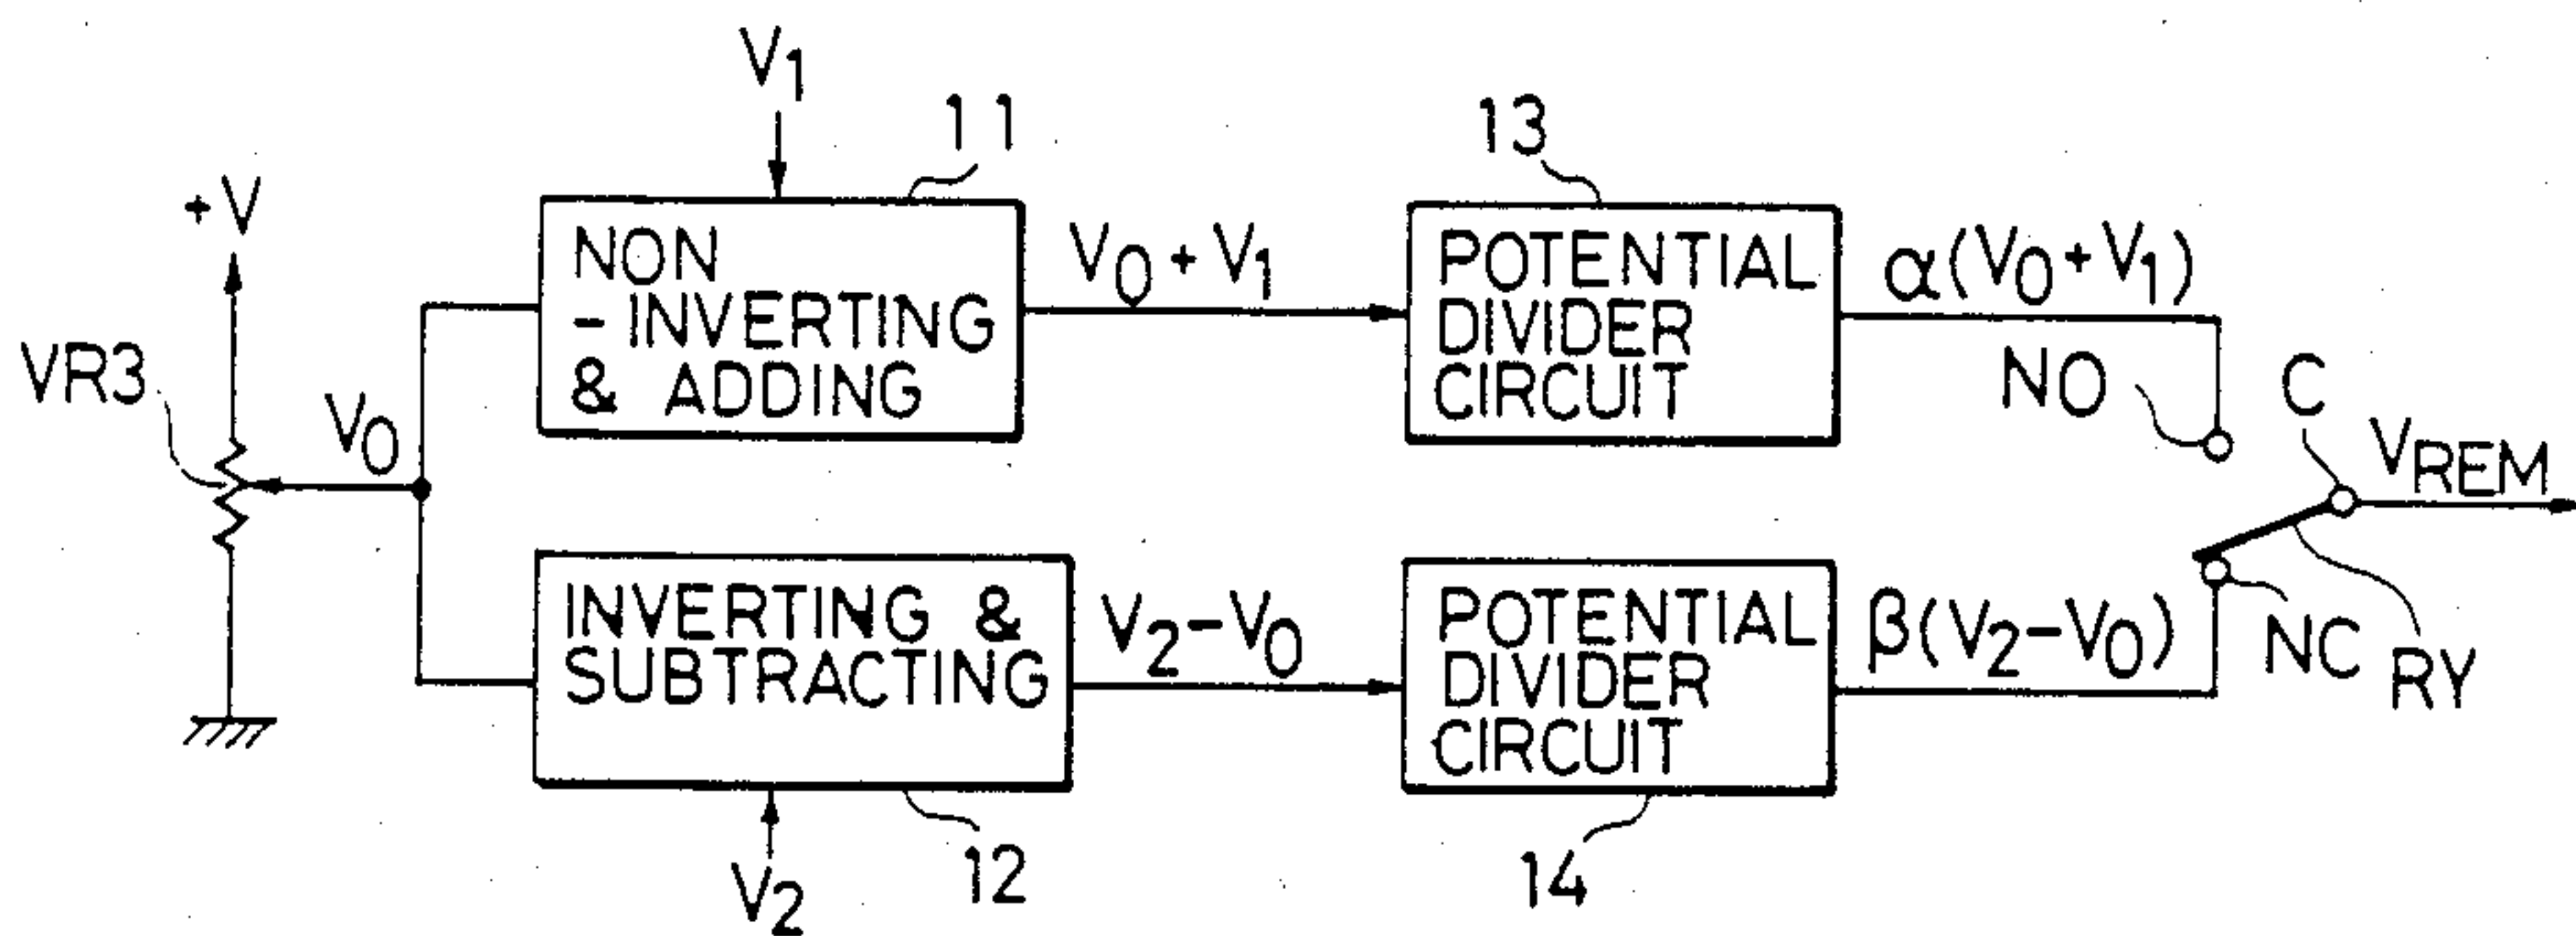 V1
11
13
+V
NON
-INVERTING
& ADDING
V0+V1
POTENTIAL
DIVIDER
CIRCUIT
α(V0+V1)
VR3
V0
NO
C
VREM
INVERTING &
SUBTRACTING
V2-V0
POTENTIAL
DIVIDER
CIRCUIT
β(V2-V0)
NC
RY
V2
12
14